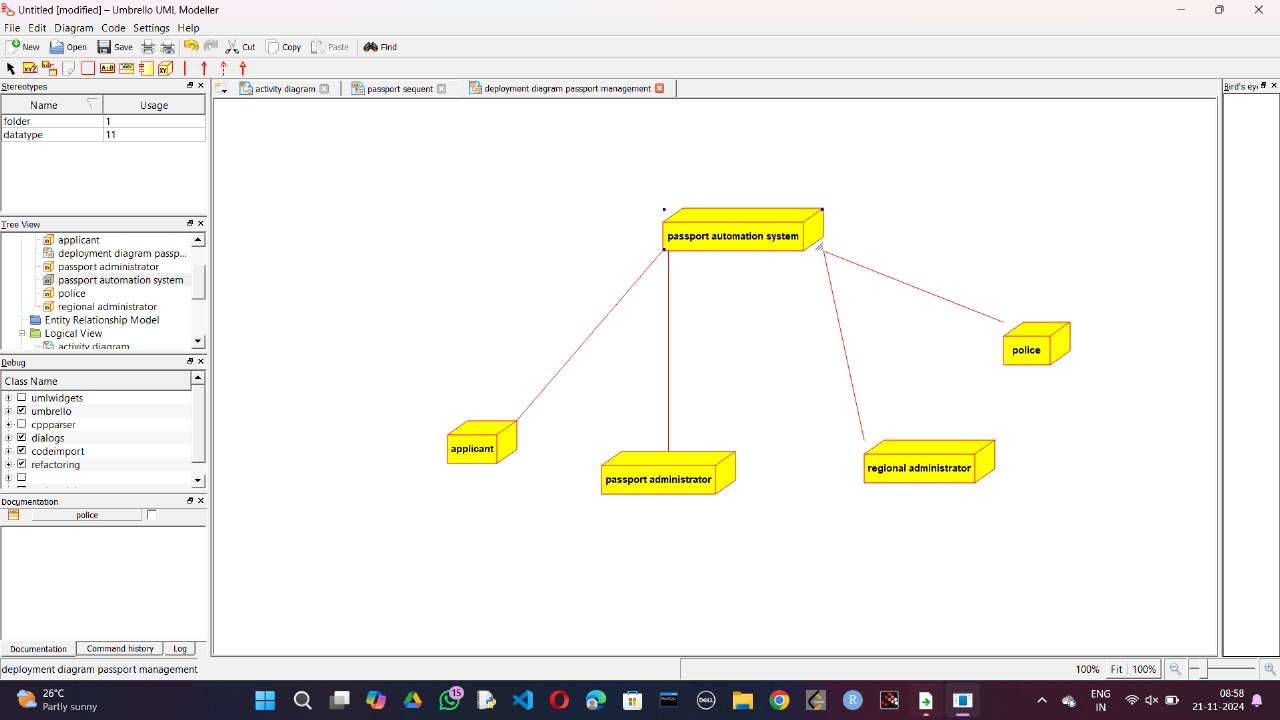 Untitled [modified] – Umbrello UML Modeller
File Edit Diagram Code Settings Help
New Open Save Cut Copy Paste Find
Stereotypes
activity diagram passport sequent deployment diagram passport management
Bird's ey
Name Usage
folder 1
datatype 11
Tree View
applicant
deployment diagram passp...
passport administrator
passport automation system
police
regional administrator
Entity Relationship Model
Logical View
activity diagram
passport automation system
police
applicant
regional administrator
passport administrator
Debug
Class Name
umlwidgets
umbrello
cppparser
dialogs
codeimport
refactoring
Documentation
police
Documentation Command history Log
deployment diagram passport management
100% Fit 100%
26°C
Partly sunny
15
DELL
ENG
IN
08:58
21-11-2024